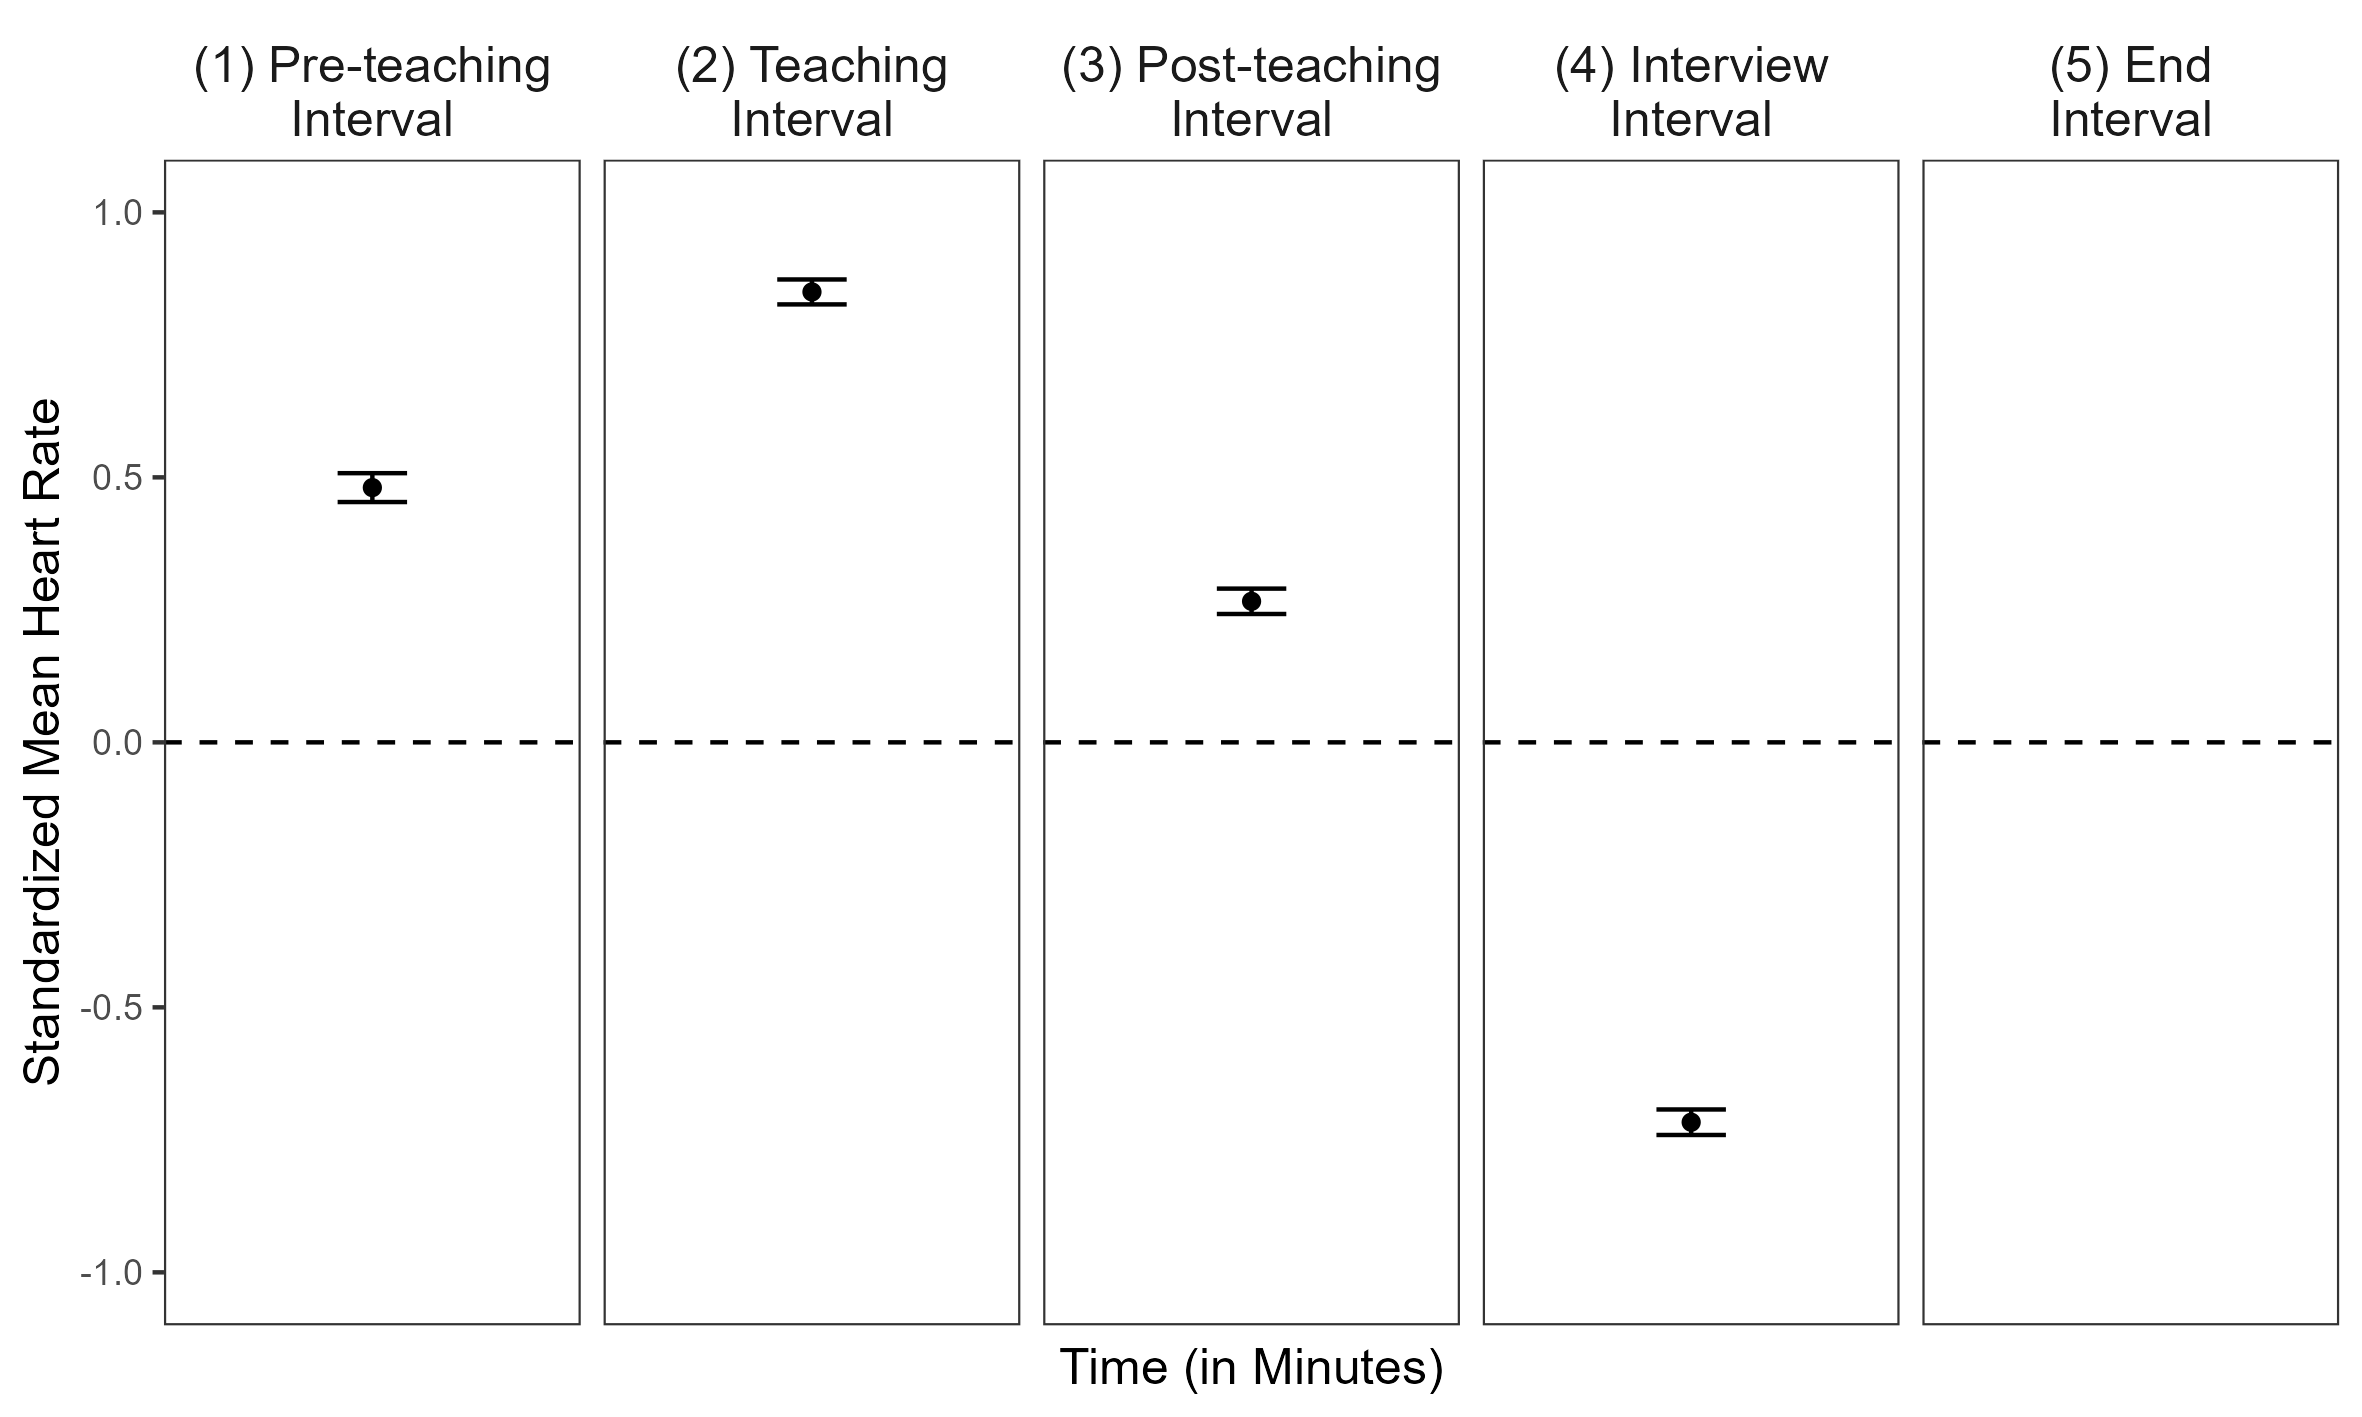 (1) Pre-teaching
Interval
(2) Teaching
Interval
(3) Post-teaching
Interval
(4) Interview
Interval
(5) End
Interval
Standardized Mean Heart Rate
1.0
0.5
0.0
-0.5
-1.0
Time (in Minutes)